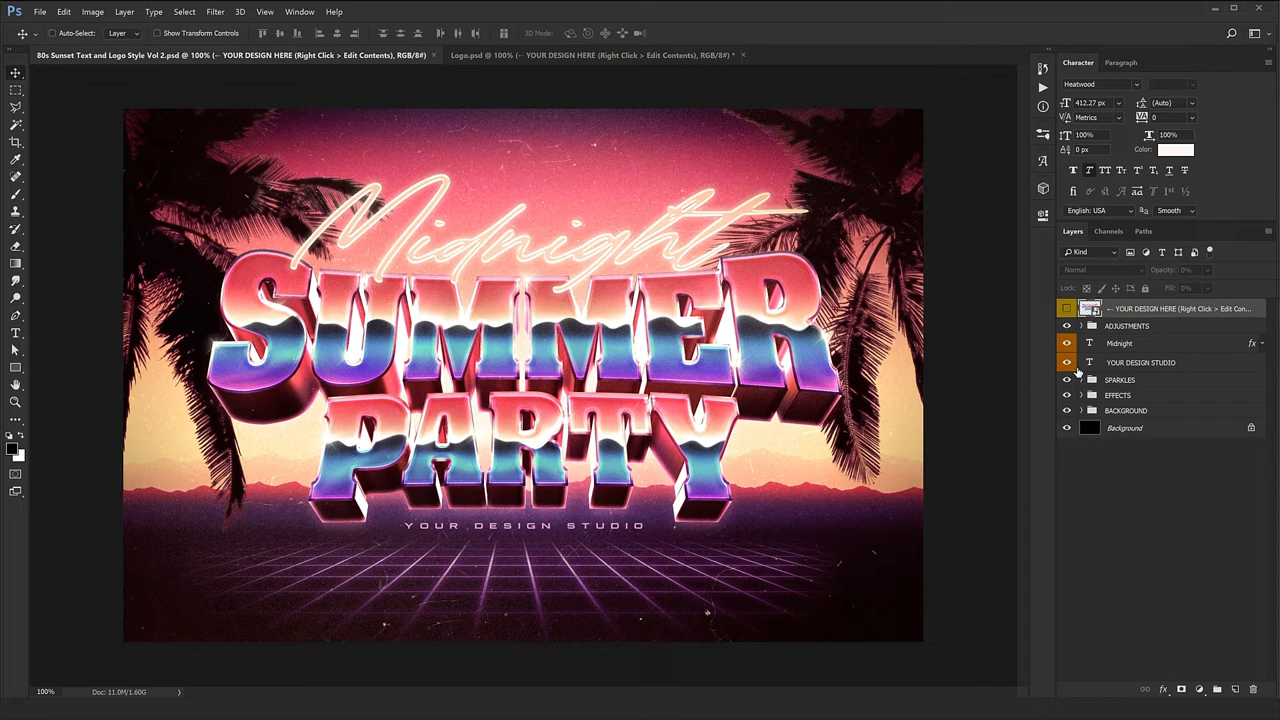 Ps File Edit Image Layer Type Select Filter 3D View Window Help
Auto-Select: Layer Show Transform Controls 3D Mode:
80s Sunset Text and Logo Style Vol 2.psd @ 100% (← YOUR DESIGN HERE (Right Click > Edit Contents), RGB/8#) × Logo.psd @ 100% (← YOUR DESIGN HERE (Right Click > Edit Contents), RGB/8#) * ×
Midnight
SUMMER
PARTY
YOUR DESIGN STUDIO
Character Paragraph
Heatwood
412.27 px (Auto)
Metrics 0
100% 100%
0 px Color:
English: USA Smooth
Layers Channels Paths
Kind
Normal Opacity: 0%
Lock: Fill: 0%
← YOUR DESIGN HERE (Right Click > Edit Con...
ADJUSTMENTS
Midnight fx
YOUR DESIGN STUDIO
SPARKLES
EFFECTS
BACKGROUND
Background
100% Doc: 11.0M/1.60G